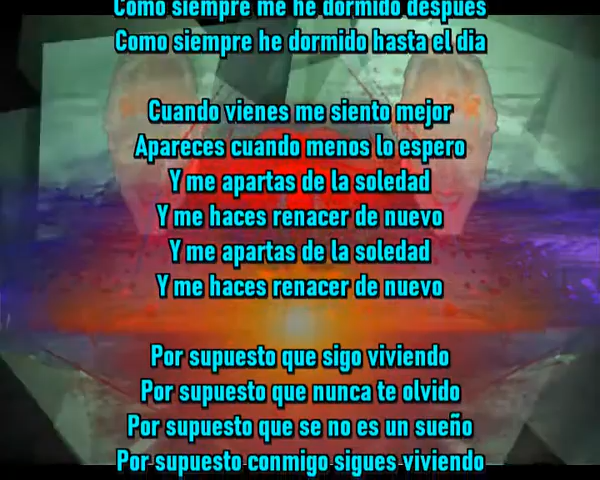 Como siempre me he dormido despues
Como siempre he dormido hasta el dia
Cuando vienes me siento mejor
Apareces cuando menos lo espero
Y me apartas de la soledad
Y me haces renacer de nuevo
Y me apartas de la soledad
Y me haces renacer de nuevo
Por supuesto que sigo viviendo
Por supuesto que nunca te olvido
Por supuesto que se no es un sueño
Por supuesto conmigo sigues viviendo